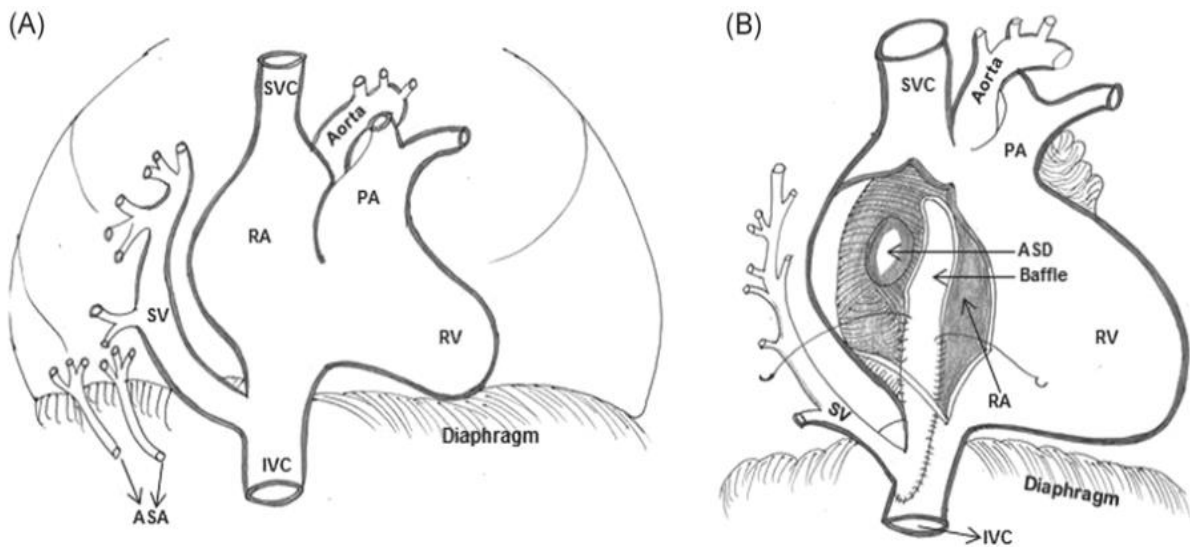 (A)
SVC
Aorta
PA
RA
SV
RV
Diaphragm
IVC
ASA
(B)
SVC
Aorta
PA
ASD
Baffle
RV
RA
SV
Diaphragm
IVC